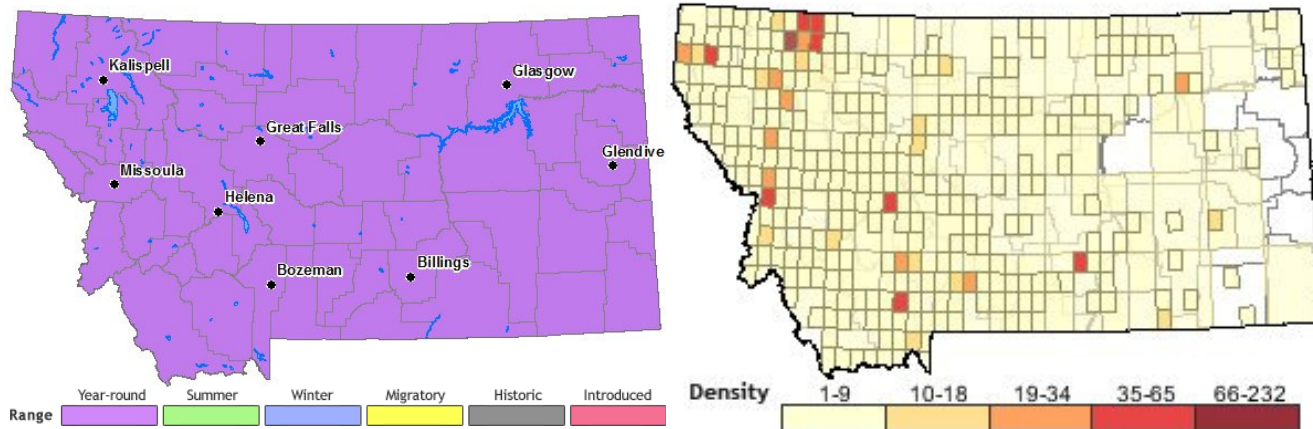 Kalispell
Glasgow
Great Falls
Glendive
Missoula
Helena
Bozeman
Billings
Year-round Summer Winter Migratory Historic Introduced
Range
Density 1-9 10-18 19-34 35-65 66-232